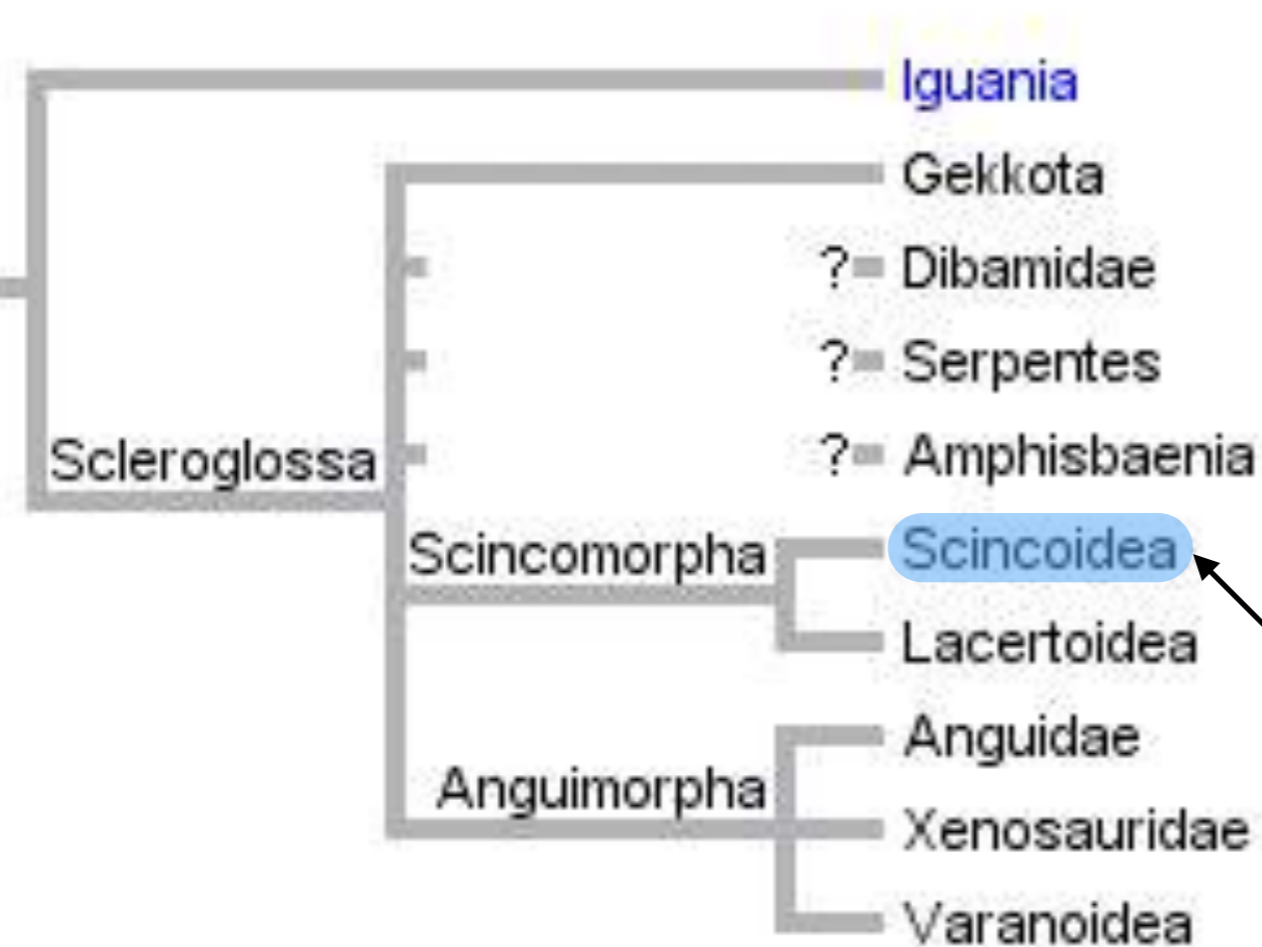 Iguania
Gekkota
? Dibamidae
? Serpentes
Scleroglossa
? Amphisbaenia
Scincomorpha
Scincoidea
Lacertoidea
Anguidae
Anguimorpha
Xenosauridae
Varanoidea